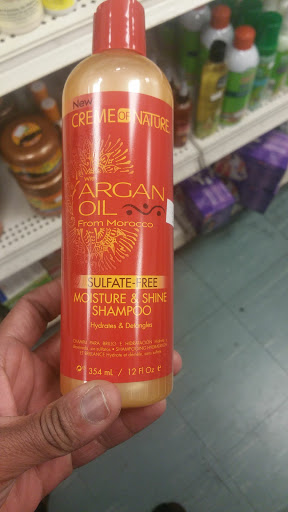 New
CREME OF NATURE
ARGAN
OIL
From Morocco
SULFATE-FREE
MOISTURE & SHINE
SHAMPOO
Hydrates & Detangles
354 mL / 12 Fl Oz